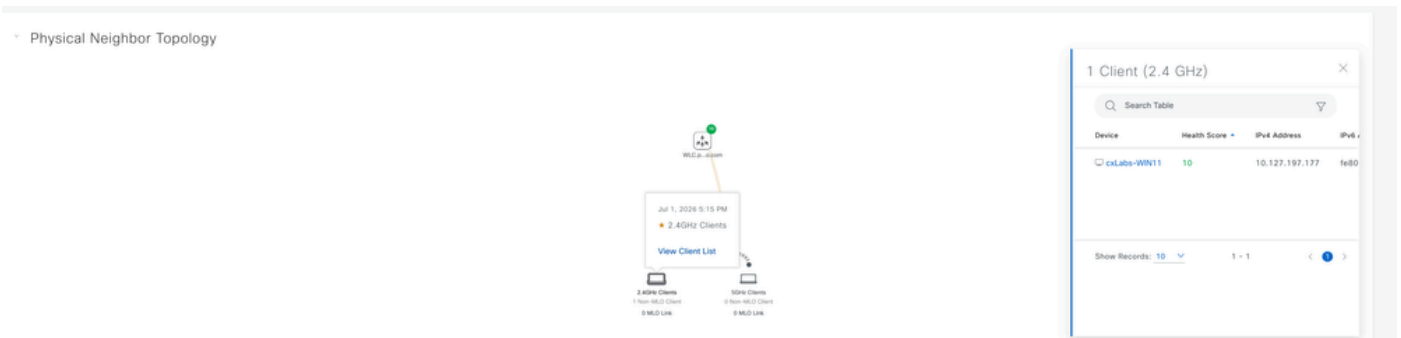 Physical Neighbor Topology
WLC.p...o.com
Jul 1, 2026 5:15 PM
2.4GHz Clients
View Client List
2.4GHz Clients
1 Non-MLO Client
0 MLO Link
5GHz Clients
0 Non-MLO Client
0 MLO Link
1 Client (2.4 GHz)
Search Table
Device Health Score IPv4 Address IPv6
cxLabs-WIN11 10 10.127.197.177 fe80
Show Records: 10 1 - 1 1